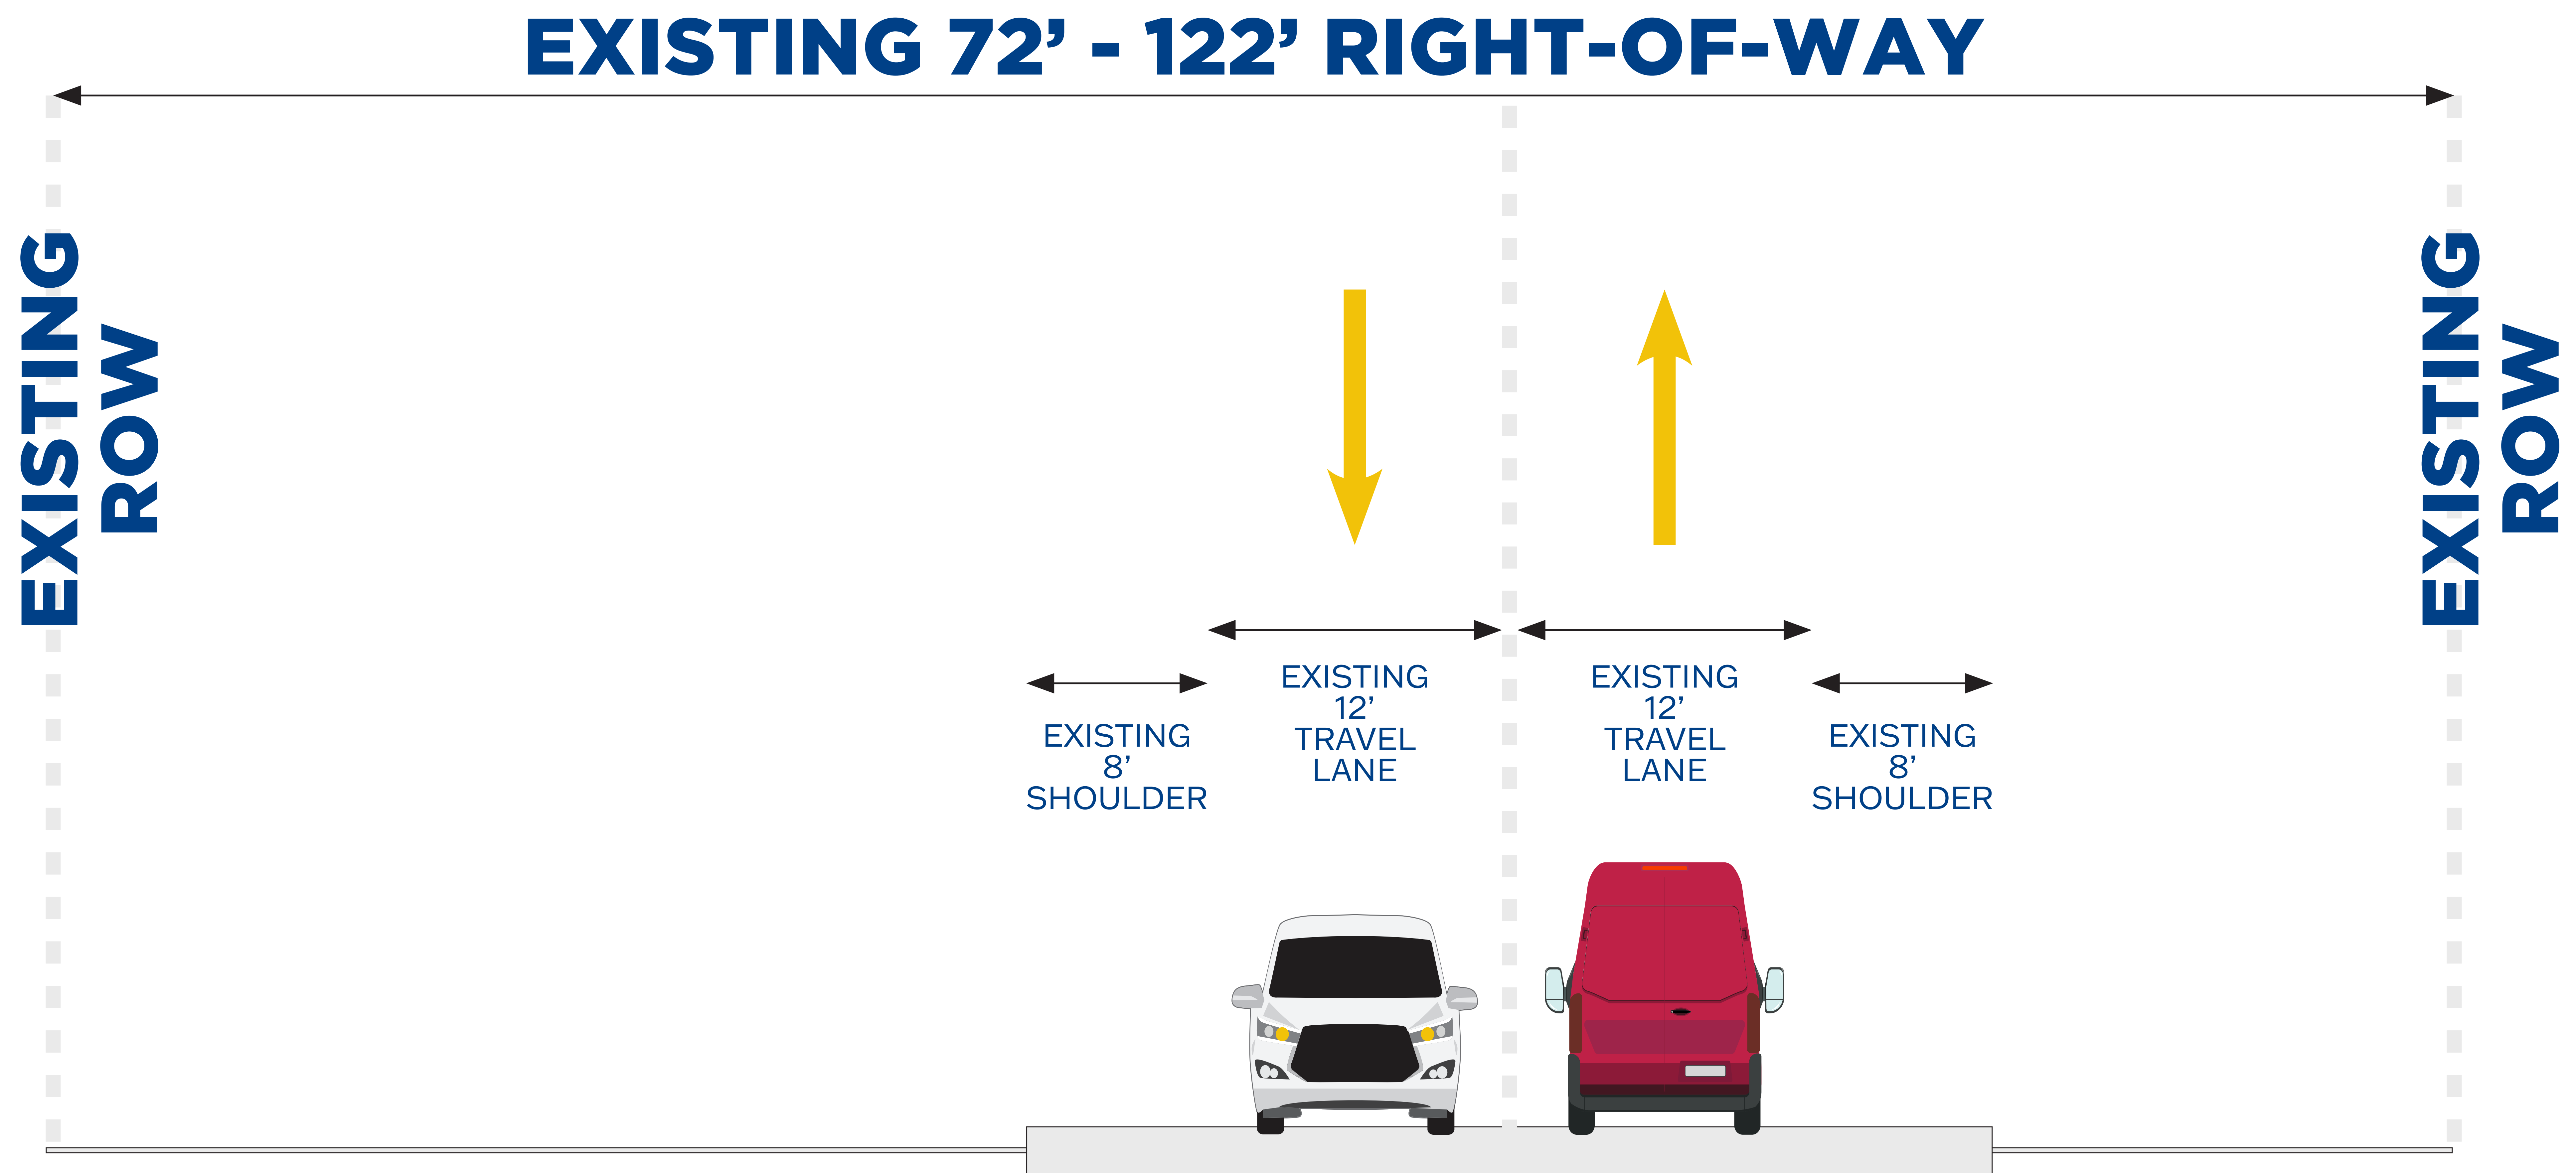 EXISTING 72’ - 122’ RIGHT-OF-WAY
EXISTING
ROW
EXISTING
ROW
EXISTING
12’
TRAVEL
LANE
EXISTING
12’
TRAVEL
LANE
EXISTING
8’
SHOULDER
EXISTING
8’
SHOULDER